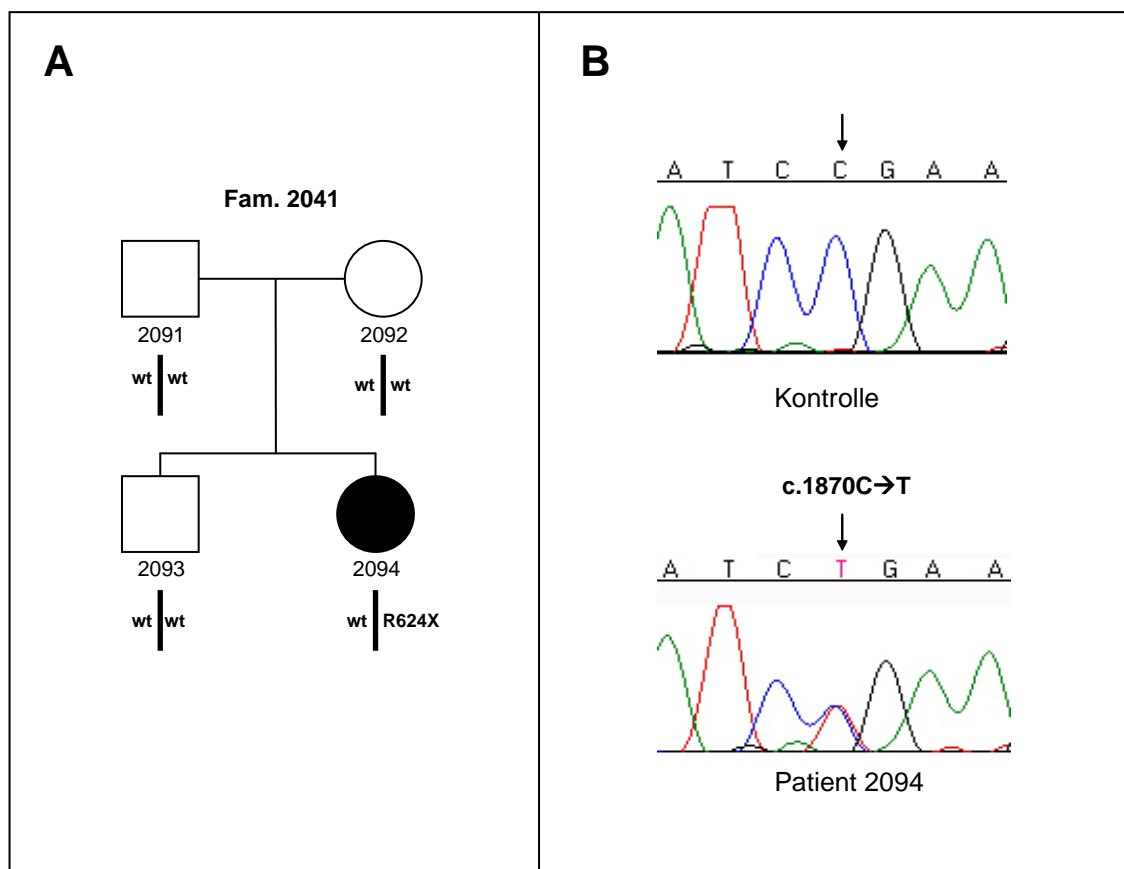 A
Fam. 2041
2091
2092
wt wt
wt wt
2093
2094
wt wt
wt R624X
B
A T C C G A A
Kontrolle
c.1870C→T
A T C T G A A
Patient 2094